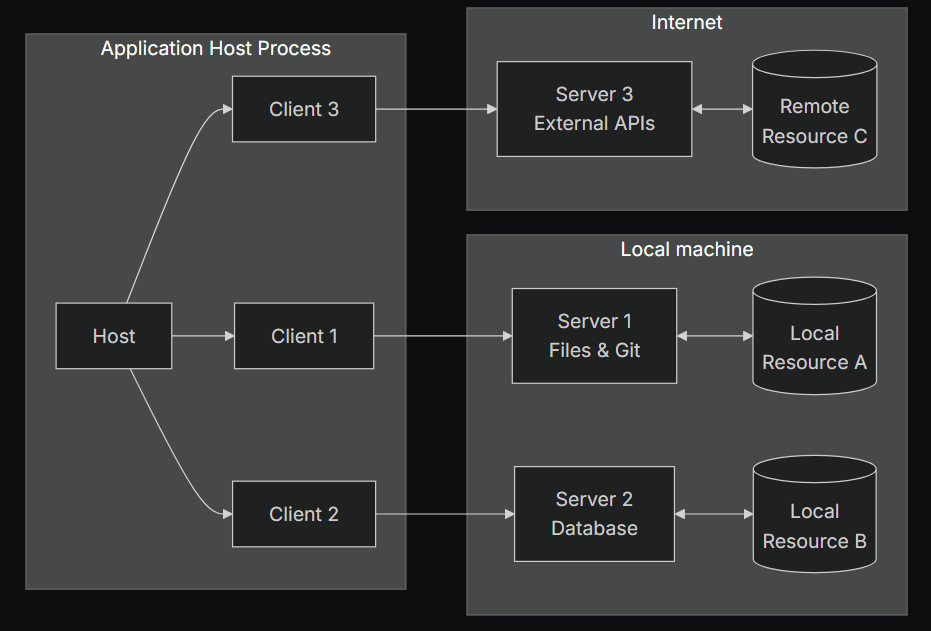 Application Host Process
Internet
Client 3
Server 3
External APIs
Remote
Resource C
Local machine
Host
Client 1
Server 1
Files & Git
Local
Resource A
Client 2
Server 2
Database
Local
Resource B